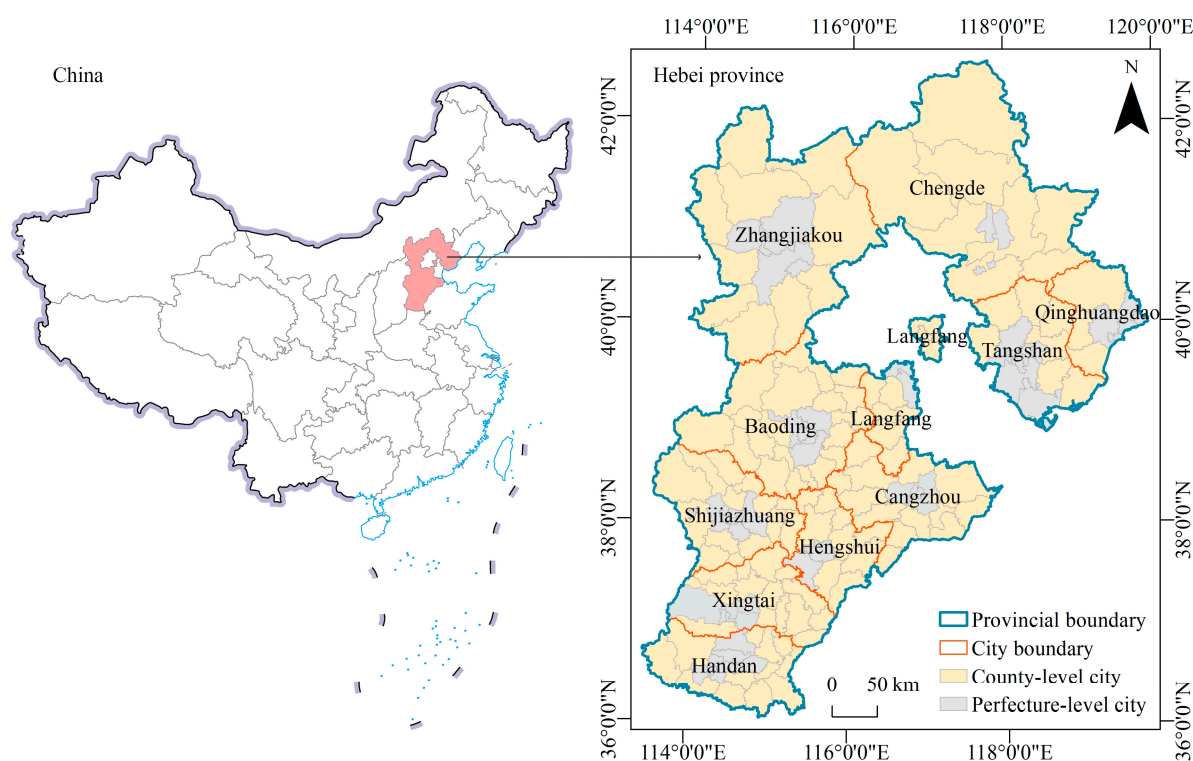 China
114°0'0"E
116°0'0"E
118°0'0"E
120°0'0"E
Hebei province
N
42°0'0"N
42°0'0"N
Chengde
Zhangjiakou
40°0'0"N
40°0'0"N
Qinghuangdao
Langfang
Tangshan
Baoding
Langfang
Cangzhou
38°0'0"N
38°0'0"N
Shijiazhuang
Hengshui
Xingtai
Handan
Provincial boundary
City boundary
County-level city
Perfecture-level city
0 50 km
36°0'0"N
36°0'0"N
114°0'0"E
116°0'0"E
118°0'0"E